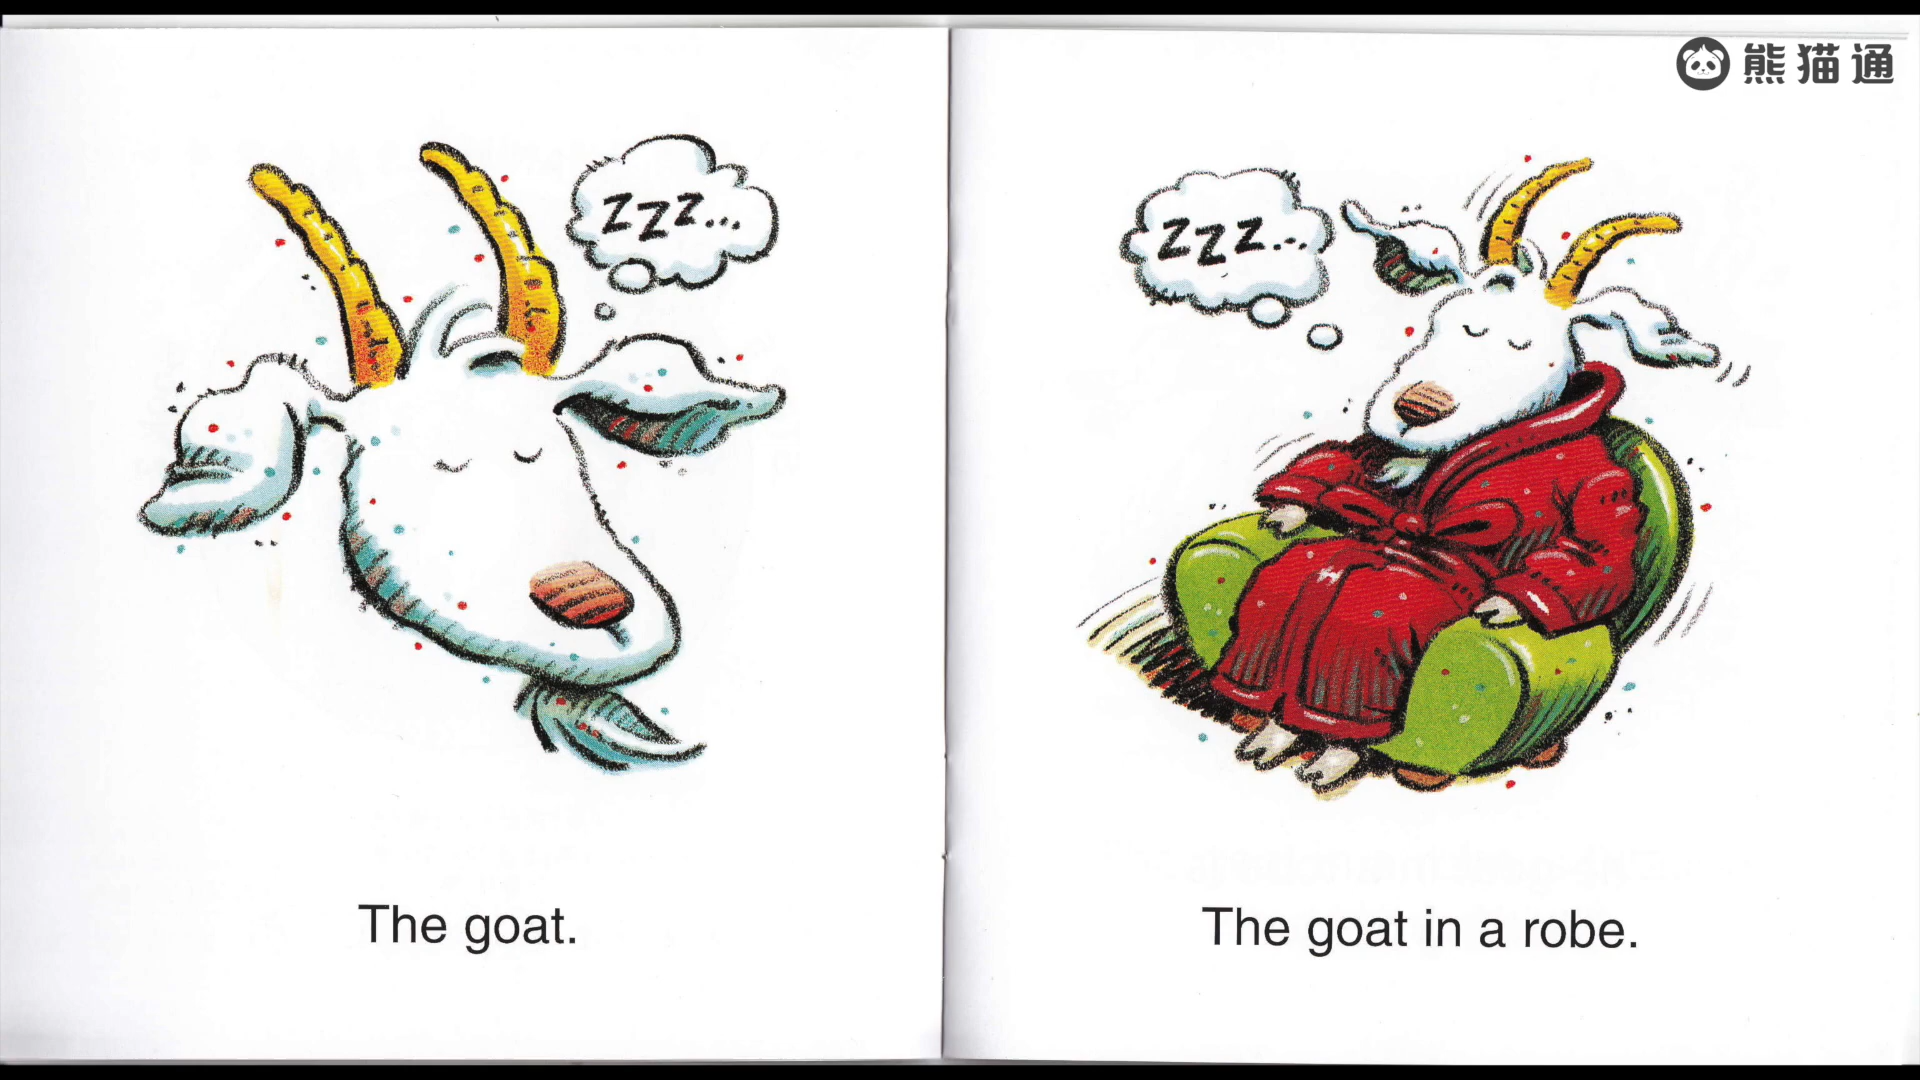 zzz...
The goat.
熊猫通
zzz...
The goat in a robe.